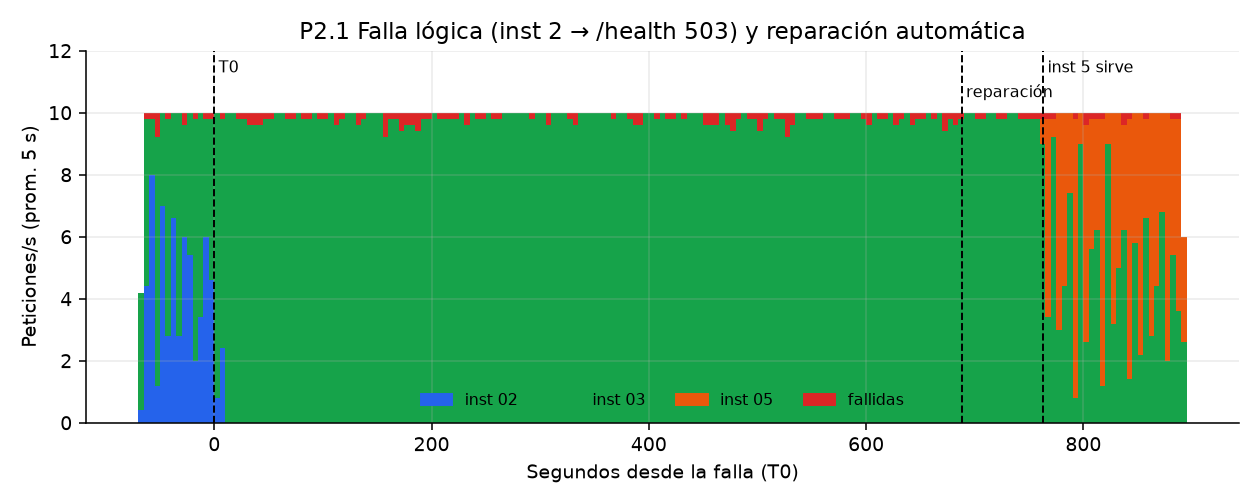 P2.1 Falla lógica (inst 2 → /health 503) y reparación automática
12
10
8
6
4
2
0
Peticiones/s (prom. 5 s)
T0
reparación
inst 5 sirve
inst 02
inst 03
inst 05
fallidas
0
200
400
600
800
Segundos desde la falla (T0)